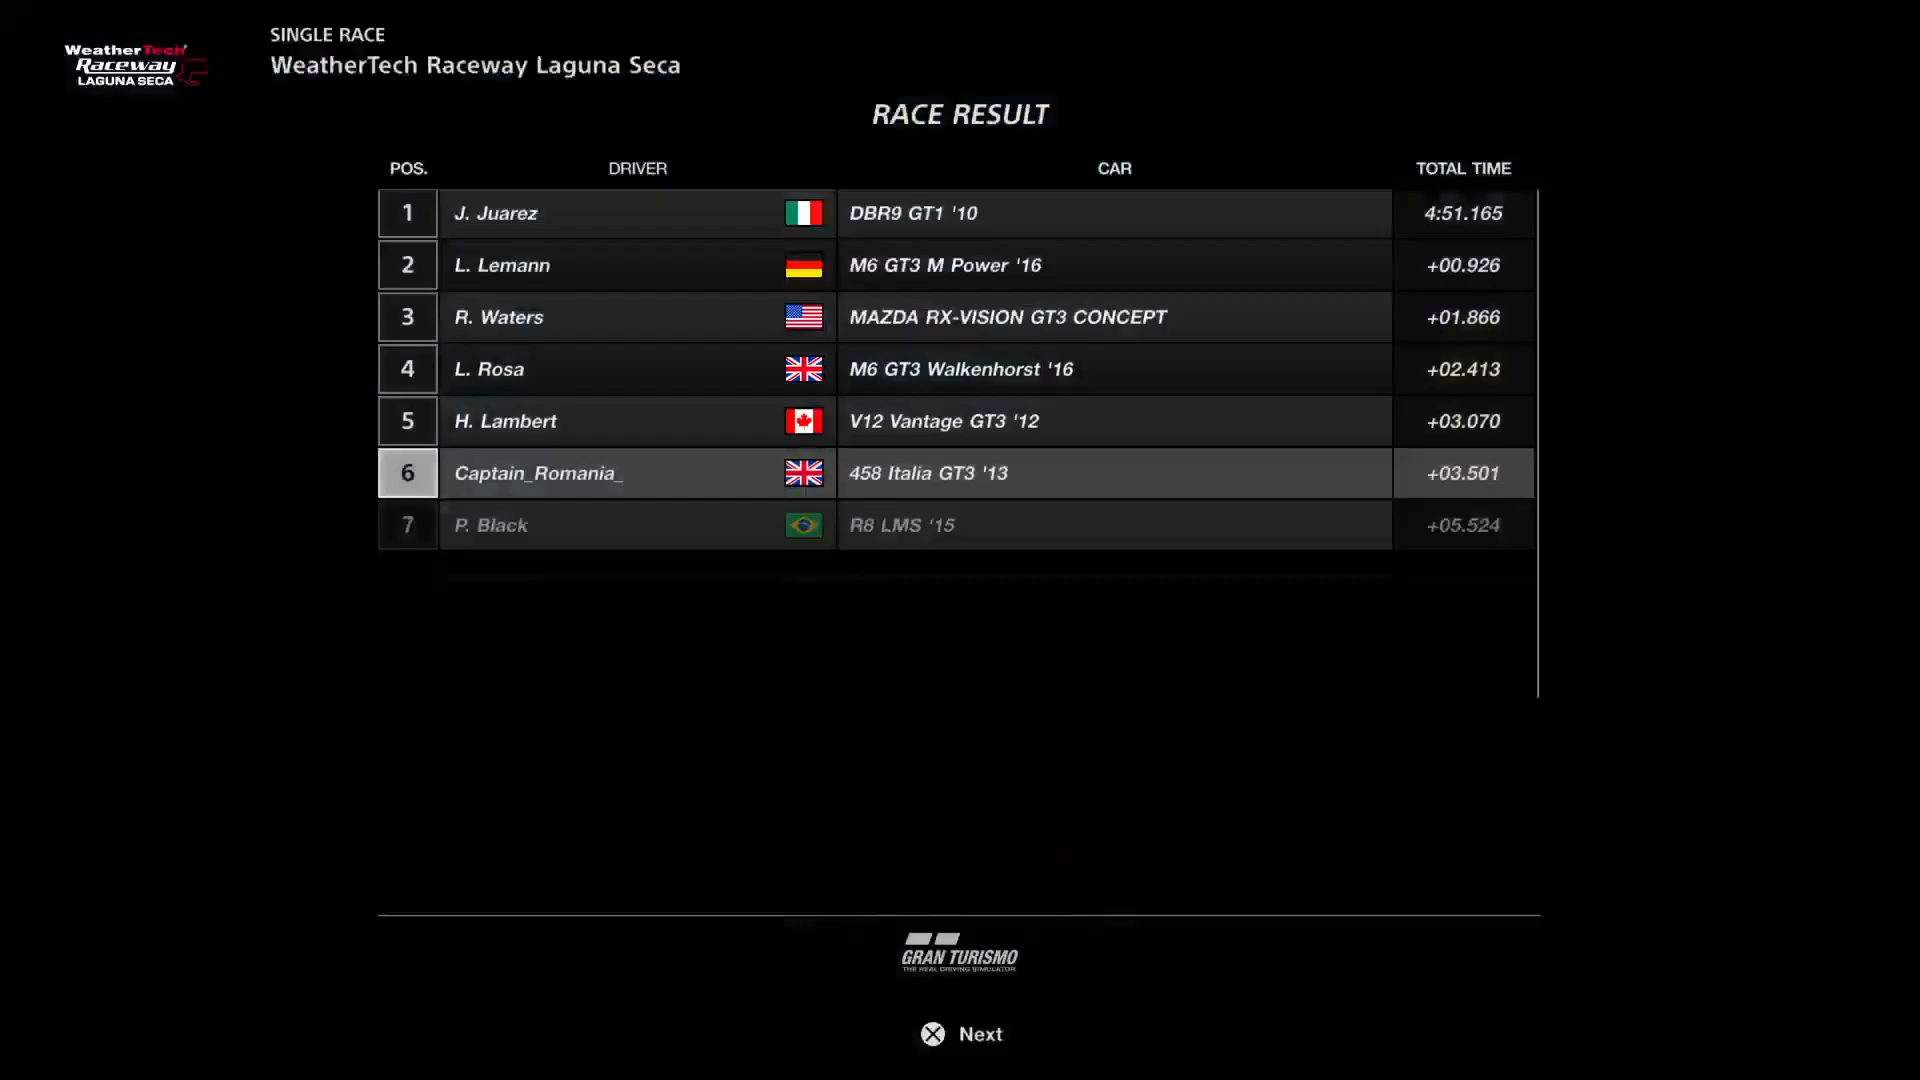 WeatherTech
Raceway
LAGUNA SECA
SINGLE RACE
WeatherTech Raceway Laguna Seca
RACE RESULT
POS. DRIVER CAR TOTAL TIME
1 J. Juarez DBR9 GT1 '10 4:51.165
2 L. Lemann M6 GT3 M Power '16 +00.926
3 R. Waters MAZDA RX-VISION GT3 CONCEPT +01.866
4 L. Rosa M6 GT3 Walkenhorst '16 +02.413
5 H. Lambert V12 Vantage GT3 '12 +03.070
6 Captain_Romania_ 458 Italia GT3 '13 +03.501
7 P. Black R8 LMS '15 +05.524
GRAN TURISMO
THE REAL DRIVING SIMULATOR
Next